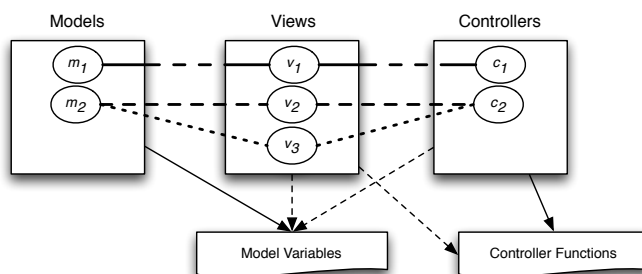 Models Views Controllers
m1 v1 c1
m2 v2 c2
v3
Model Variables Controller Functions